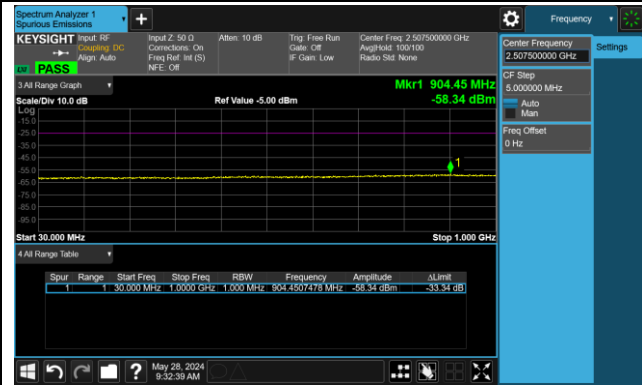 Spectrum Analyzer 1
Spurious Emissions
Frequency
KEYSIGHT Input: RF Input Z: 50 Ω Atten: 10 dB Trig: Free Run Center Freq: 2.507500000 GHz
Coupling: DC Corrections: On Gate: Off Avg|Hold: 100/100
Align: Auto Freq Ref: Int (S) IF Gain: Low Radio Std: None
NFE: Off
PASS
Center Frequency
2.507500000 GHz
Settings
CF Step
5.000000 MHz
Auto
Man
Freq Offset
0 Hz
3 All Range Graph
Mkr1 904.45 MHz
Scale/Div 10.0 dB Ref Value -5.00 dBm -58.34 dBm
Log
-15.0
-25.0
-35.0
-45.0
-55.0
-65.0
-75.0
-85.0
-95.0
1
Start 30.000 MHz Stop 1.000 GHz
4 All Range Table
Spur Range Start Freq Stop Freq RBW Frequency Amplitude ΔLimit
1 1 30.000 MHz 1.0000 GHz 1.000 MHz 904.4507478 MHz -58.34 dBm -33.34 dB
May 28, 2024
9:32:39 AM